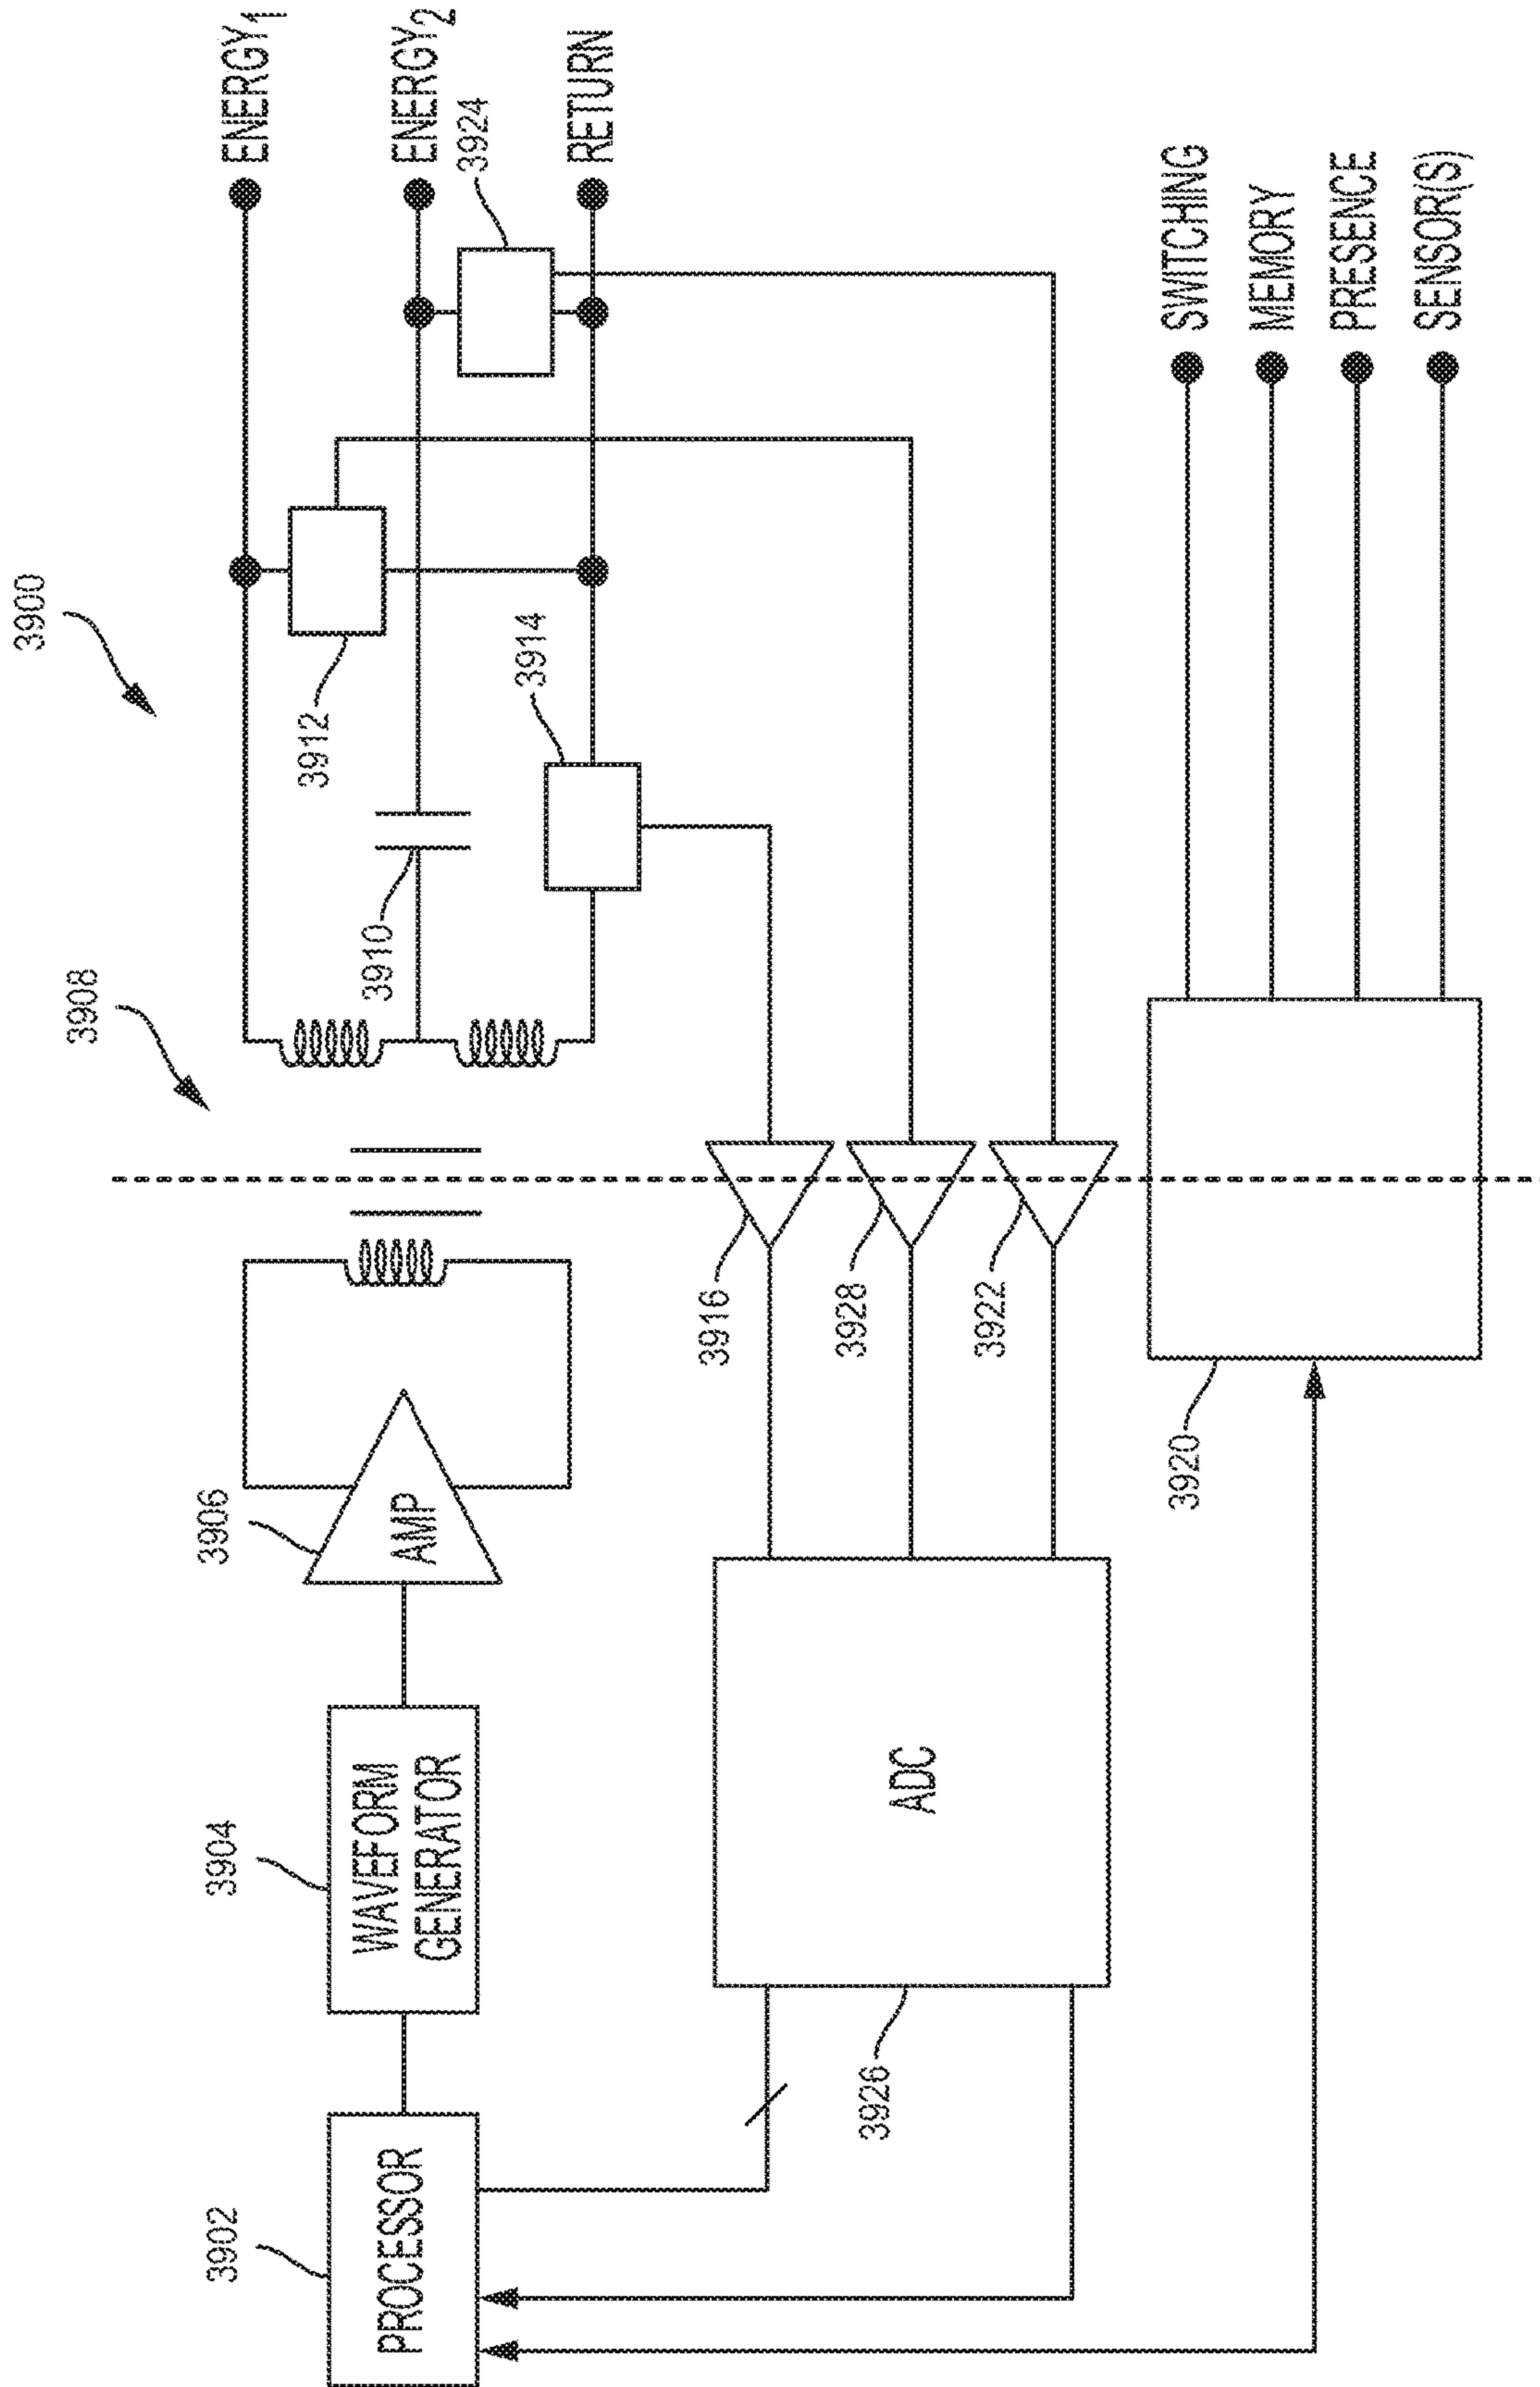 3900
3908
ENERGY1
ENERGY2
3924
RETURN
3912
3910
3914
3906
AMP
3904
WAVEFORM
GENERATOR
3902
PROCESSOR
3916
3928
3922
ADC
3926
SWITCHING
MEMORY
PRESENCE
SENSOR(S)
3920